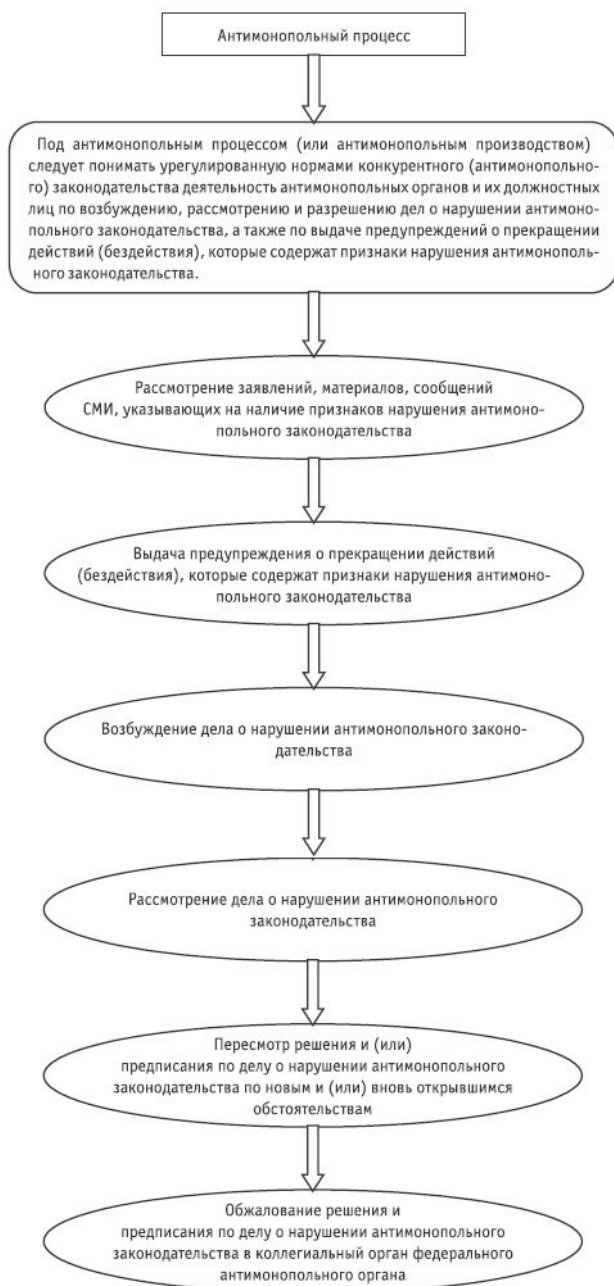 Антимонопольный процесс
Под антимонопольным процессом (или антимонопольным производством)
следует понимать урегулированную нормами конкурентного (антимонопольно-
го) законодательства деятельность антимонопольных органов и их должностных
лиц по возбуждению, рассмотрению и разрешению дел о нарушении антимоно-
польного законодательства, а также по выдаче предупреждений о прекращении
действий (бездействия), которые содержат признаки нарушения антимонополь-
ного законодательства.
Рассмотрение заявлений, материалов, сообщений
СМИ, указывающих на наличие признаков нарушения антимоно-
польного законодательства
Выдача предупреждения о прекращении действий
(бездействия), которые содержат признаки нарушения антимоно-
польного законодательства
Возбуждение дела о нарушении антимонопольного законо-
дательства
Рассмотрение дела о нарушении антимонопольного
законодательства
Пересмотр решения и (или)
предписания по делу о нарушении антимонопольного
законодательства по новым и (или) вновь открывшимся
обстоятельствам
Обжалование решения и
предписания по делу о нарушении антимонопольного
законодательства в коллегиальный орган федерального
антимонопольного органа